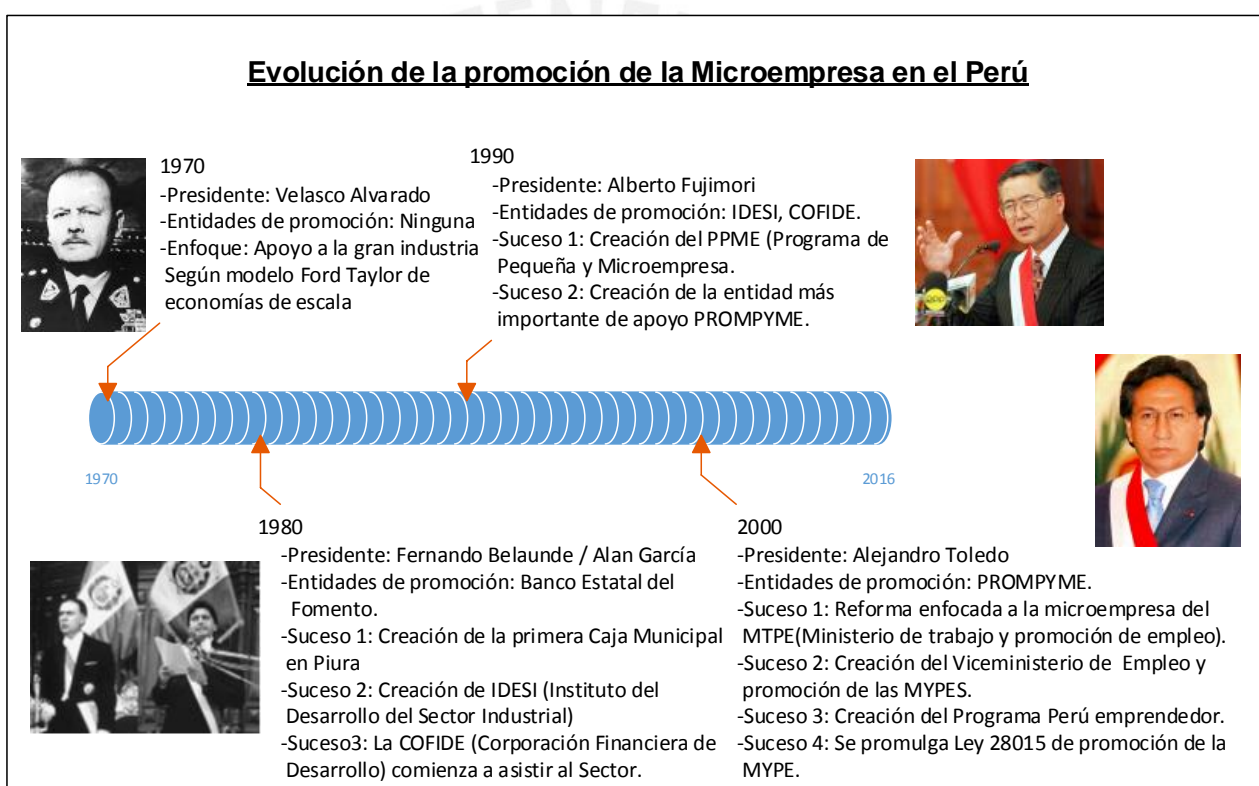 Evolución de la promoción de la Microempresa en el Perú
1970
-Presidente: Velasco Alvarado
-Entidades de promoción: Ninguna
-Enfoque: Apoyo a la gran industria
Según modelo Ford Taylor de
economías de escala
1990
-Presidente: Alberto Fujimori
-Entidades de promoción: IDESI, COFIDE.
-Suceso 1: Creación del PPME (Programa de
Pequeña y Microempresa.
-Suceso 2: Creación de la entidad más
importante de apoyo PROMPYME.
1970
2016
1980
-Presidente: Fernando Belaunde / Alan García
-Entidades de promoción: Banco Estatal del
Fomento.
-Suceso 1: Creación de la primera Caja Municipal
en Piura
-Suceso 2: Creación de IDESI (Instituto del
Desarrollo del Sector Industrial)
-Suceso3: La COFIDE (Corporación Financiera de
Desarrollo) comienza a asistir al Sector.
2000
-Presidente: Alejandro Toledo
-Entidades de promoción: PROMPYME.
-Suceso 1: Reforma enfocada a la microempresa del
MTPE(Ministerio de trabajo y promoción de empleo).
-Suceso 2: Creación del Viceministerio de Empleo y
promoción de las MYPES.
-Suceso 3: Creación del Programa Perú emprendedor.
-Suceso 4: Se promulga Ley 28015 de promoción de la
MYPE.